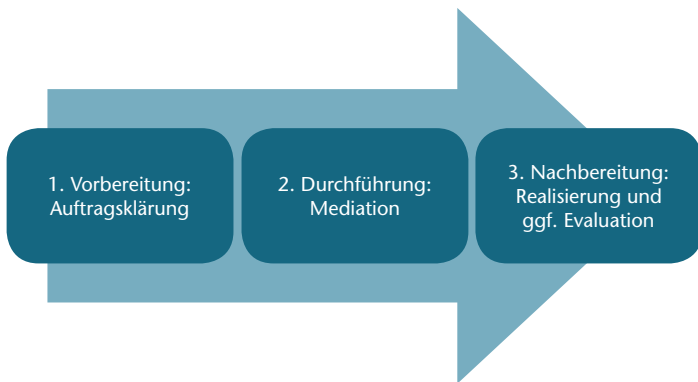 1. Vorbereitung:
Auftragsklärung
2. Durchführung:
Mediation
3. Nachbereitung:
Realisierung und
ggf. Evaluation